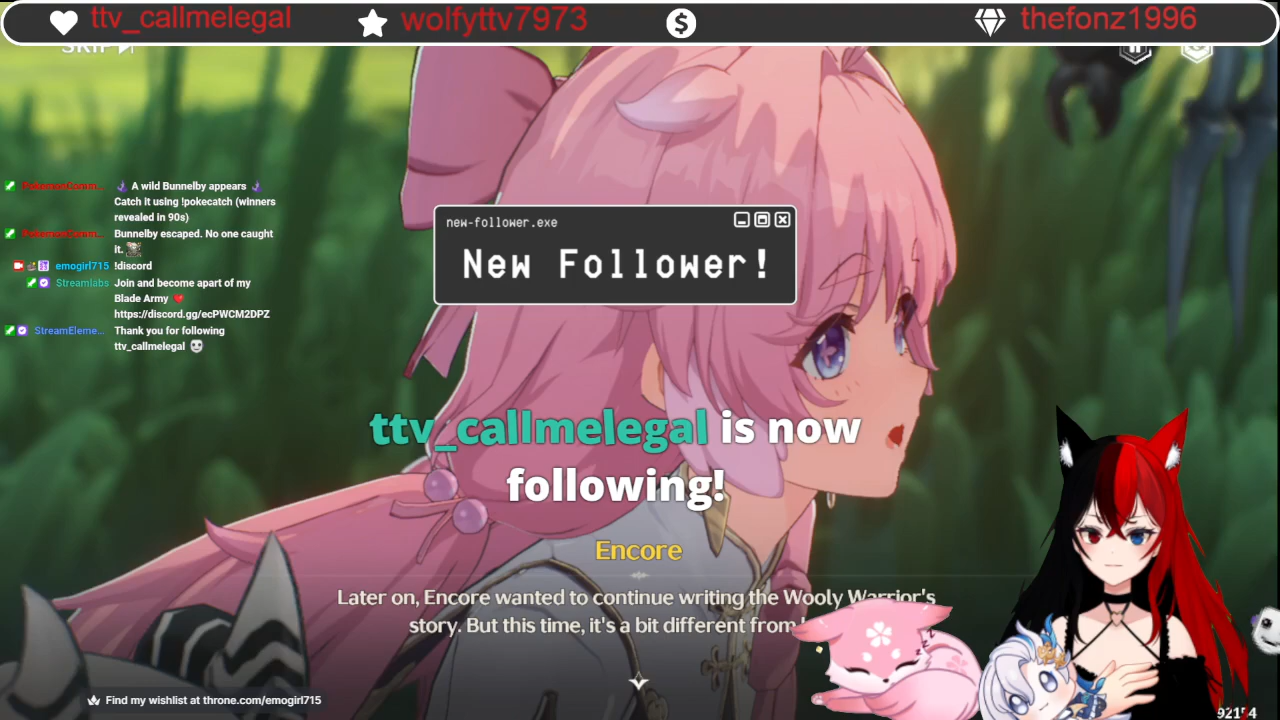 ttv_callmelegal
wolfyttv7973
thefonz1996
SKIP
A wild Bunnelby appears
Catch it using !pokecatch (winners
revealed in 90s)
PokemonComm...
Bunnelby escaped. No one caught
it.
emogirl715 !discord
Streamlabs Join and become apart of my
Blade Army
https://discord.gg/ecPWCM2DPZ
StreamEleme... Thank you for following
ttv_callmelegal
new-follower.exe
New Follower!
ttv_callmelegal is now
following!
Encore
Later on, Encore wanted to continue writing the Wooly Warrior's
story. But this time, it's a bit different from
Find my wishlist at throne.com/emogirl715